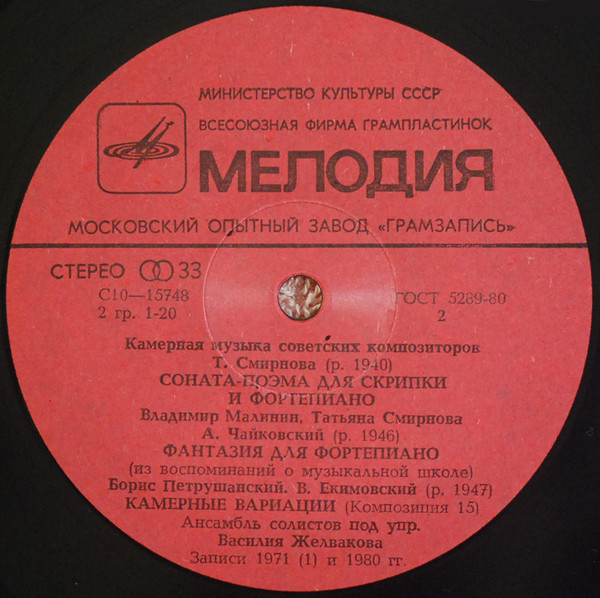 МИНИСТЕРСТВО КУЛЬТУРЫ СССР
ВСЕСОЮЗНАЯ ФИРМА ГРАМПЛАСТИНОК
МЕЛОДИЯ
МОСКОВСКИЙ ОПЫТНЫЙ ЗАВОД «ГРАМЗАПИСЬ»
СТЕРЕО 33
С10—15748
ГОСТ 5289-80
2 гр. 1-20
2
Камерная музыка советских композиторов
Т. Смирнова (р. 1940)
СОНАТА-ПОЭМА ДЛЯ СКРИПКИ
И ФОРТЕПИАНО
Владимир Малинин, Татьяна Смирнова
А. Чайковский (р. 1946)
ФАНТАЗИЯ ДЛЯ ФОРТЕПИАНО
(из воспоминаний о музыкальной школе)
Борис Петрушанский. В. Екимовский (р. 1947)
КАМЕРНЫЕ ВАРИАЦИИ (Композиция 15)
Ансамбль солистов под упр.
Василия Желвакова
Записи 1971 (1) и 1980 гг.